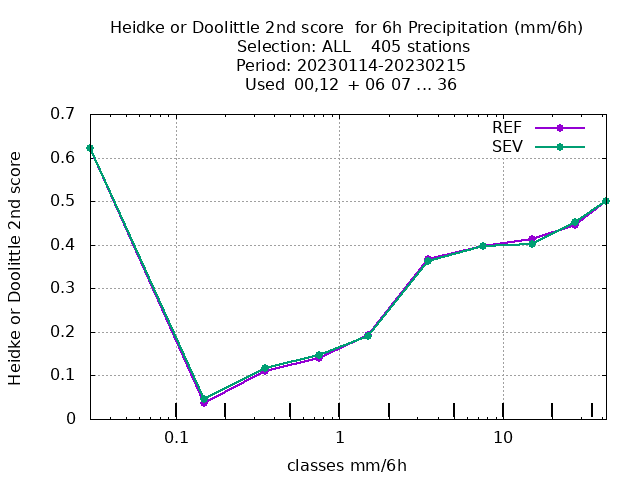 Heidke or Doolittle 2nd score  for 6h Precipitation (mm/6h)
Selection: ALL    405 stations
Period: 20230114-20230215
Used  00,12  + 06 07 ... 36
REF
SEV
Heidke or Doolittle 2nd score
0.7
0.6
0.5
0.4
0.3
0.2
0.1
0
0.1
1
10
classes mm/6h